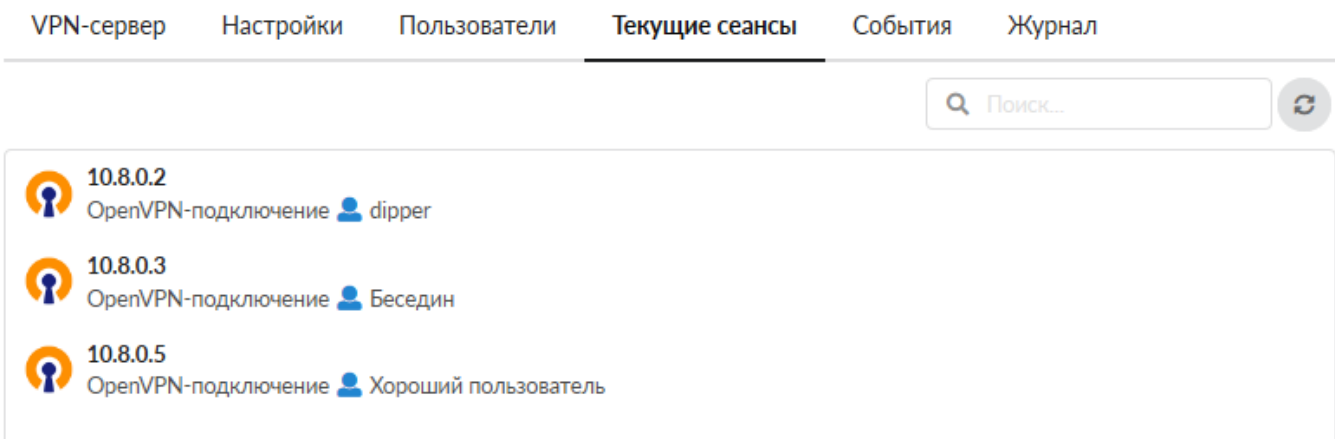 VPN-сервер Настройки Пользователи Текущие сеансы События Журнал
Поиск...
10.8.0.2
OpenVPN-подключение dipper
10.8.0.3
OpenVPN-подключение Беседин
10.8.0.5
OpenVPN-подключение Хороший пользователь